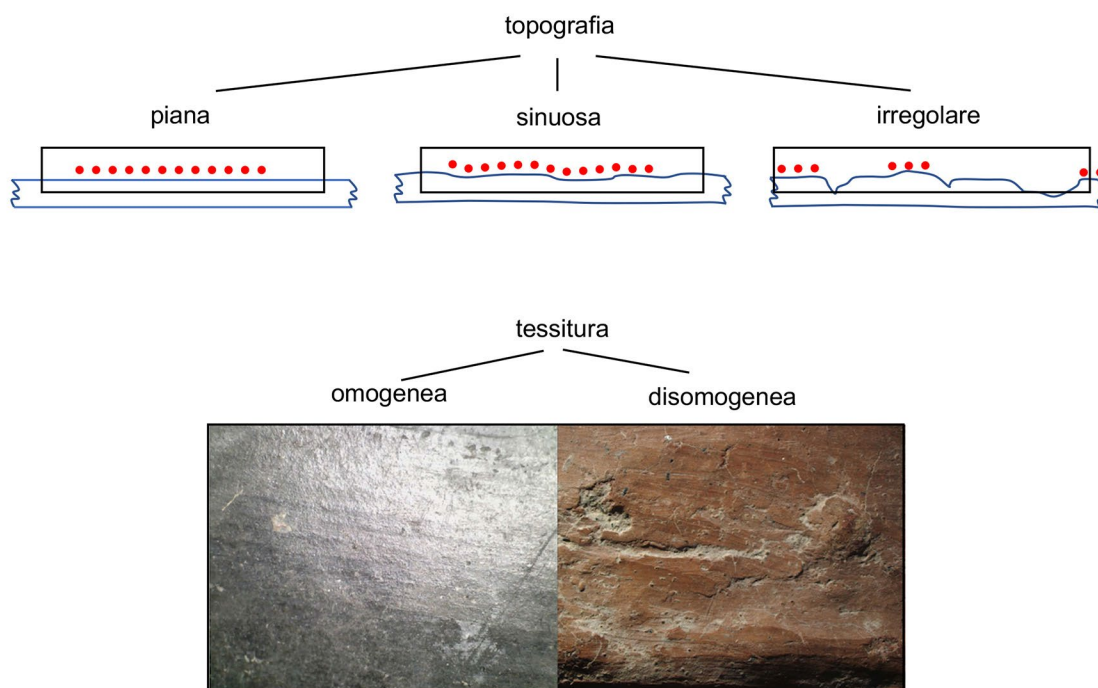 topografia
piana
sinuosa
irregolare
tessitura
omogenea
disomogenea